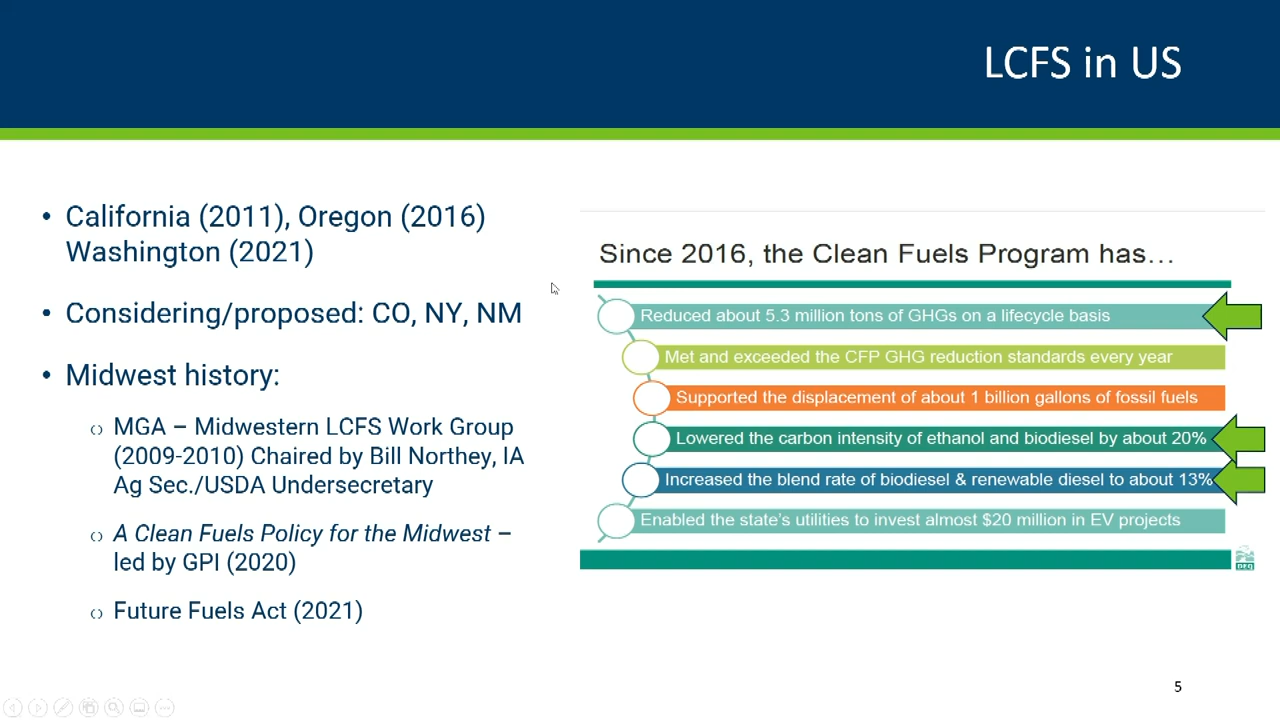 LCFS in US
• California (2011), Oregon (2016)
Washington (2021)
• Considering/proposed: CO, NY, NM
• Midwest history:
MGA – Midwestern LCFS Work Group
(2009-2010) Chaired by Bill Northey, IA
Ag Sec./USDA Undersecretary
A Clean Fuels Policy for the Midwest –
led by GPI (2020)
Future Fuels Act (2021)
Since 2016, the Clean Fuels Program has…
Reduced about 5.3 million tons of GHGs on a lifecycle basis
Met and exceeded the CFP GHG reduction standards every year
Supported the displacement of about 1 billion gallons of fossil fuels
Lowered the carbon intensity of ethanol and biodiesel by about 20%
Increased the blend rate of biodiesel & renewable diesel to about 13%
Enabled the state's utilities to invest almost $20 million in EV projects
DEQ
5